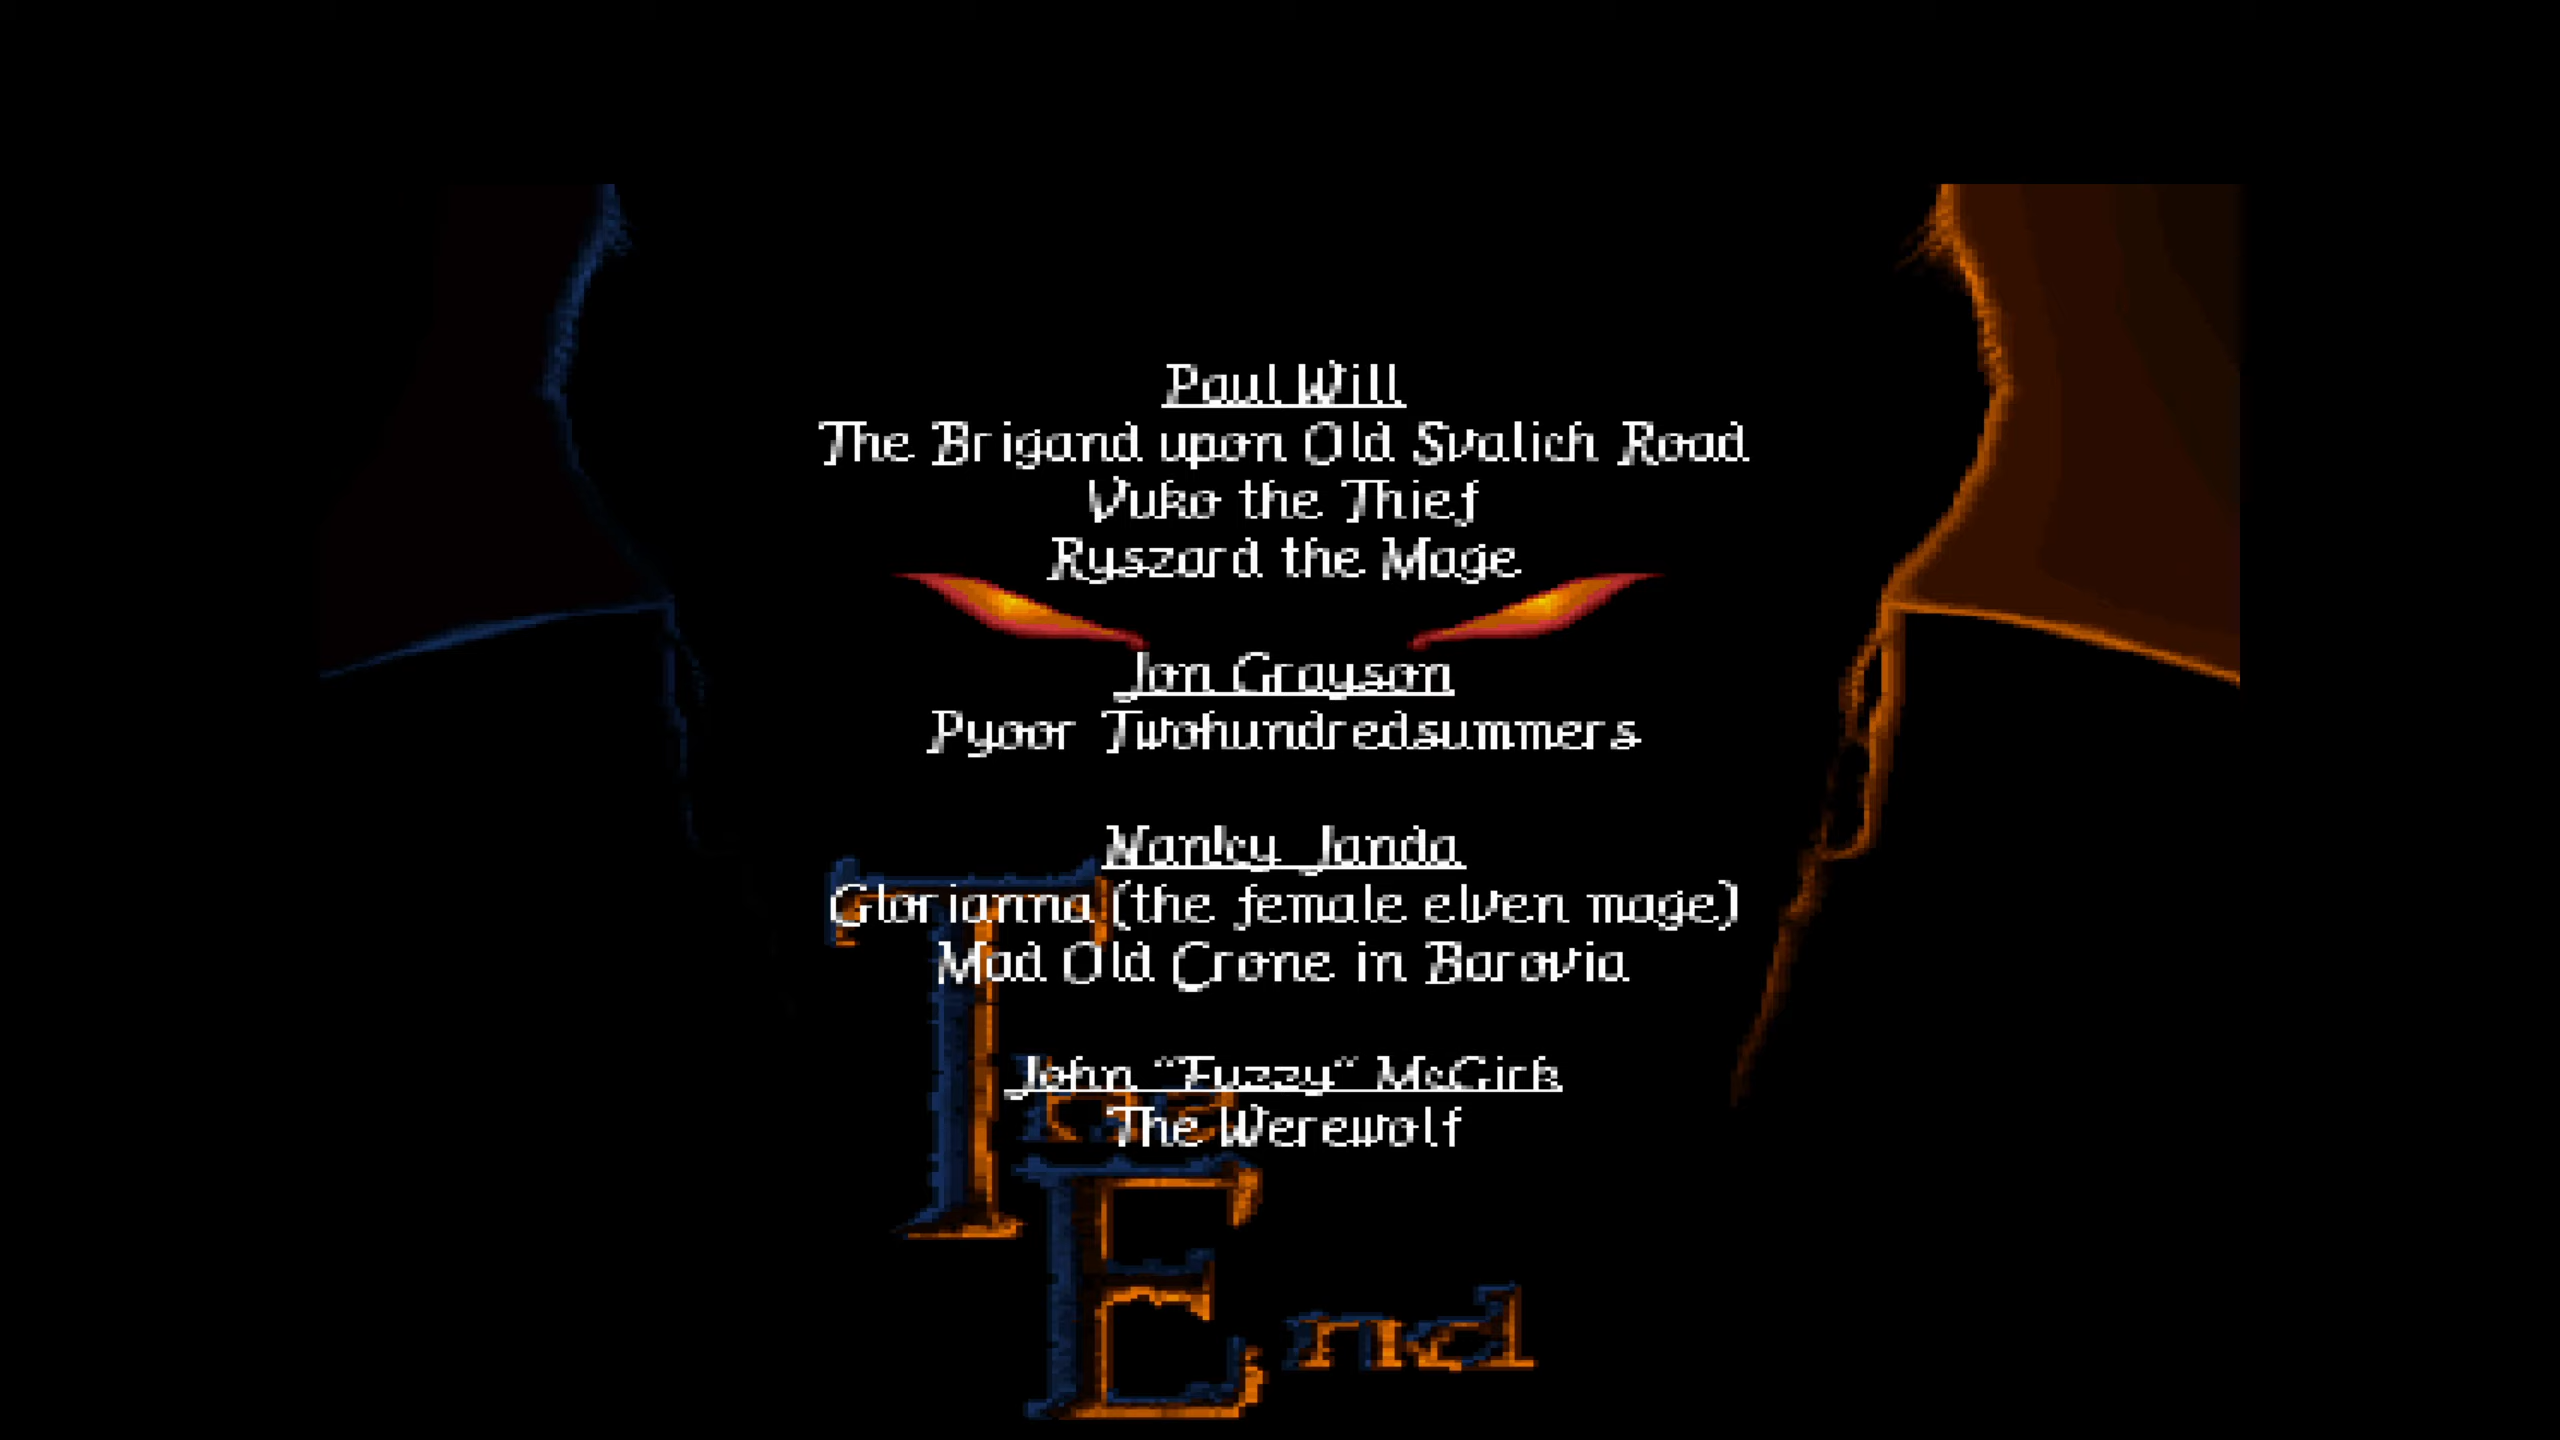 Paul Will
The Brigand upon Old Svalich Road
Vuko the Thief
Ryszard the Mage
Jon Grayson
Pyoor Twohundredsummers
Manky Janda
Glorianna (the female elven mage)
Mad Old Crone in Barovia
John "Fuzzy" McGirk
The Werewolf
The
End